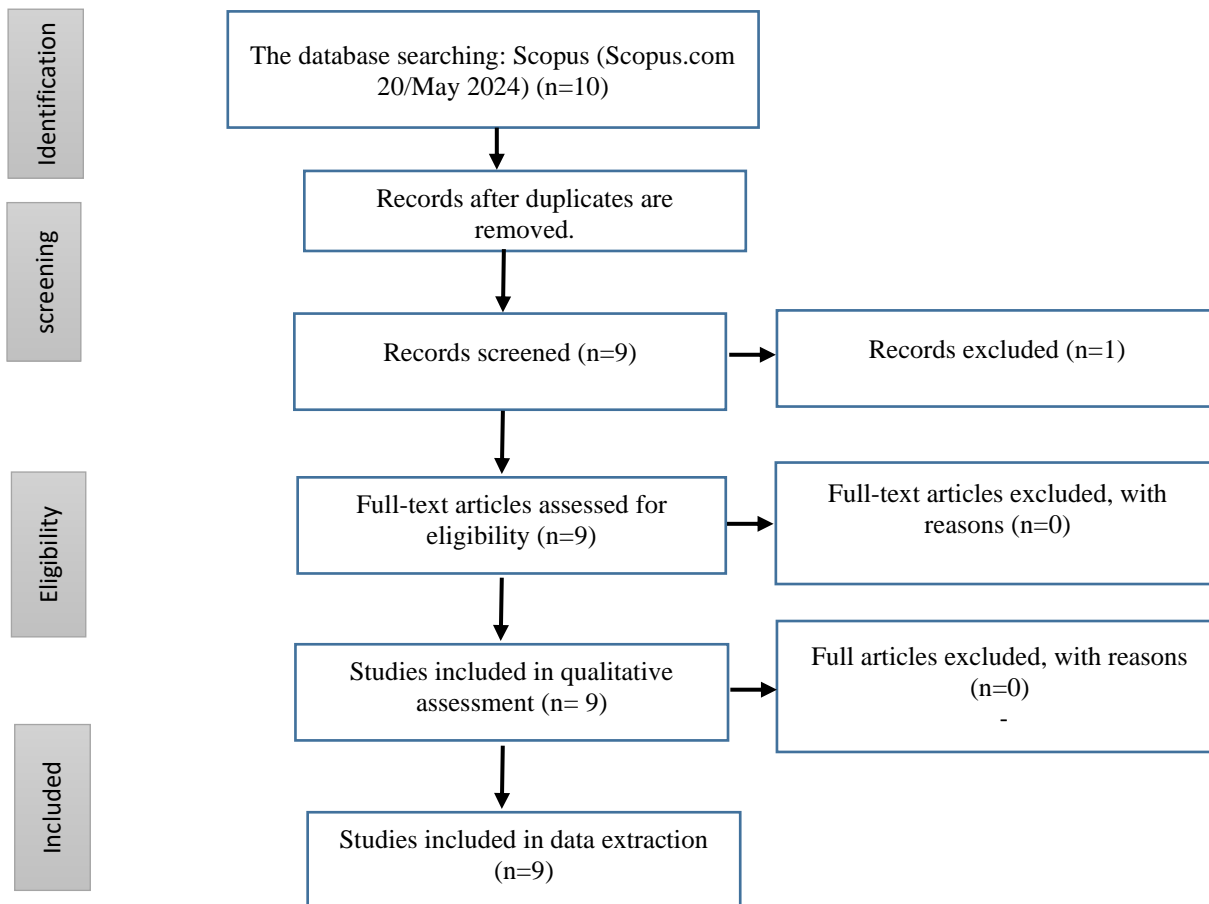 Identification
The database searching: Scopus (Scopus.com
20/May 2024) (n=10)
Records after duplicates are
removed.
screening
Records screened (n=9)
Records excluded (n=1)
Eligibility
Full-text articles assessed for
eligibility (n=9)
Full-text articles excluded, with
reasons (n=0)
Studies included in qualitative
assessment (n= 9)
Full articles excluded, with reasons
(n=0)
-
Included
Studies included in data extraction
(n=9)